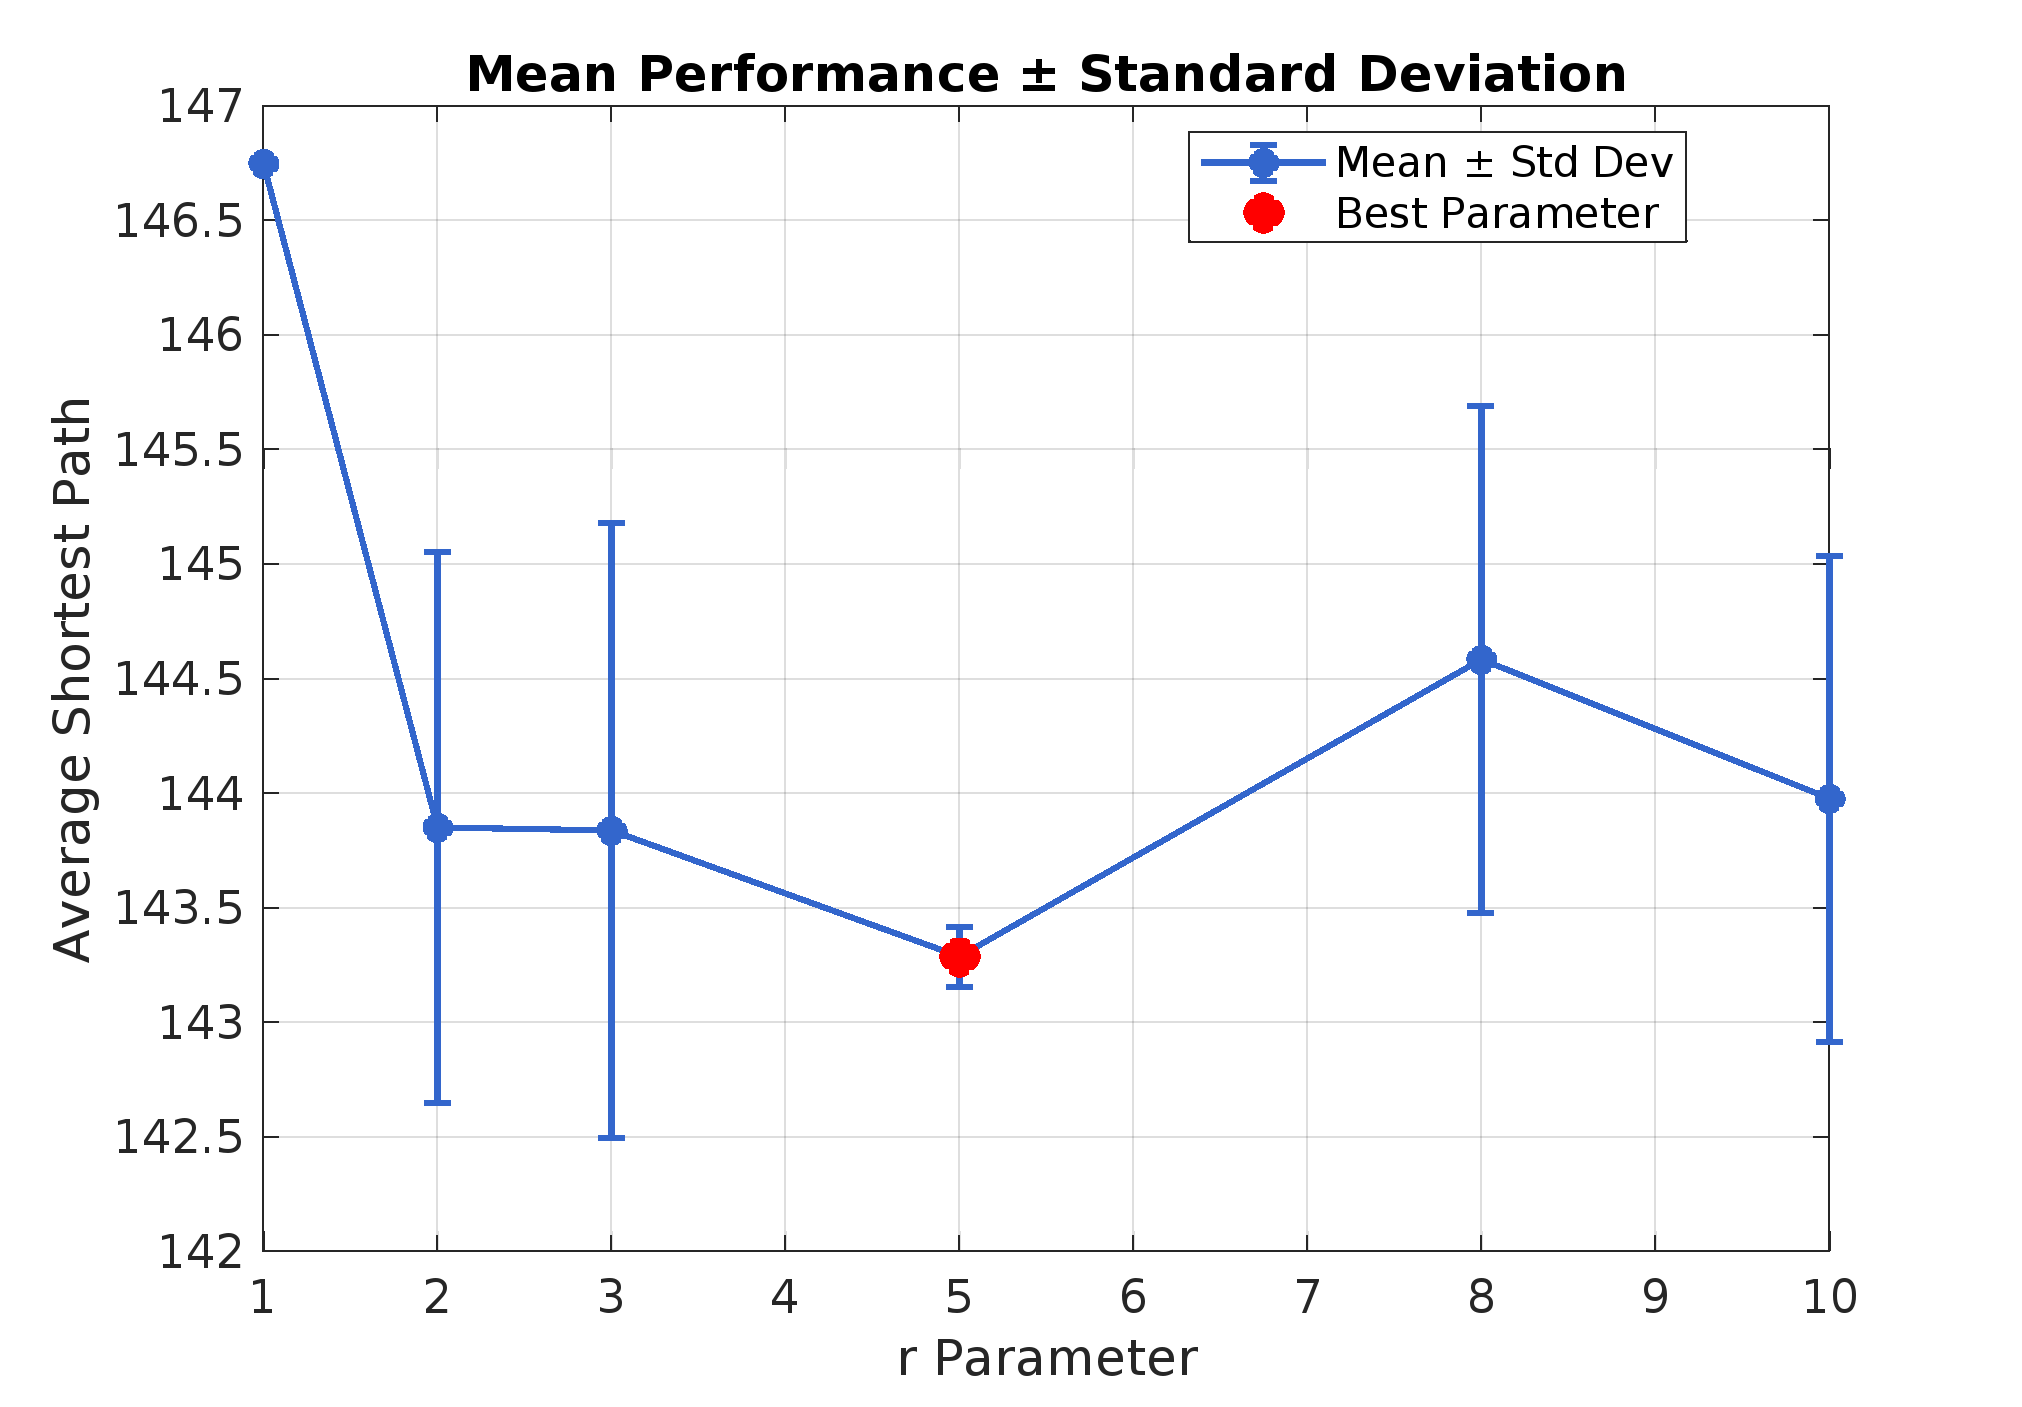 Mean Performance ± Standard Deviation
Mean ± Std Dev
Best Parameter
Average Shortest Path
147
146.5
146
145.5
145
144.5
144
143.5
143
142.5
142
1 2 3 4 5 6 7 8 9 10
r Parameter